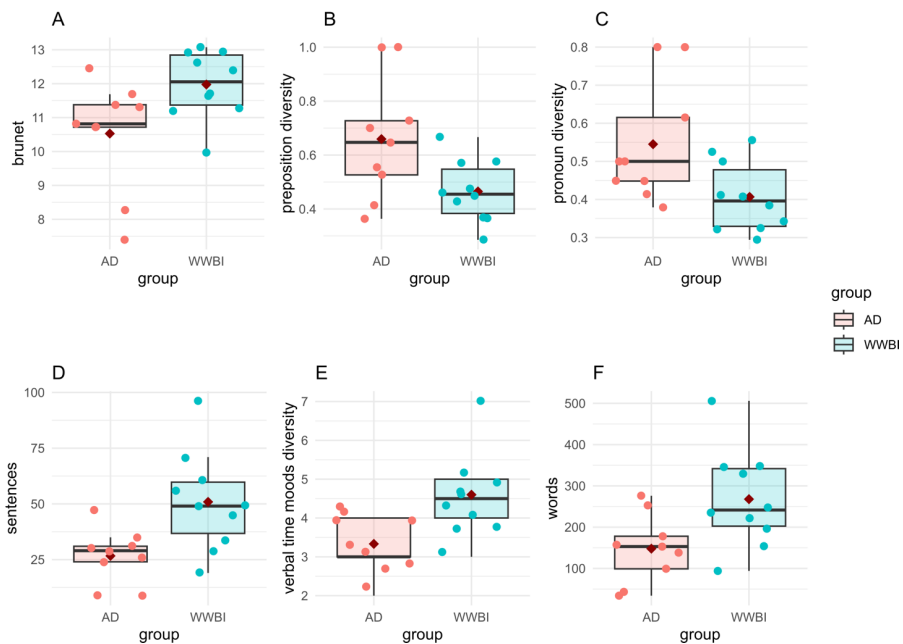 A
brunet
13
12
11
10
9
8
AD
WWBI
group
B
preposition diversity
1.0
0.8
0.6
0.4
AD
WWBI
group
C
pronoun diversity
0.8
0.7
0.6
0.5
0.4
0.3
AD
WWBI
group
group
AD
WWBI
D
sentences
100
75
50
25
AD
WWBI
group
E
verbal time moods diversity
7
6
5
4
3
2
AD
WWBI
group
F
words
500
400
300
200
100
AD
WWBI
group